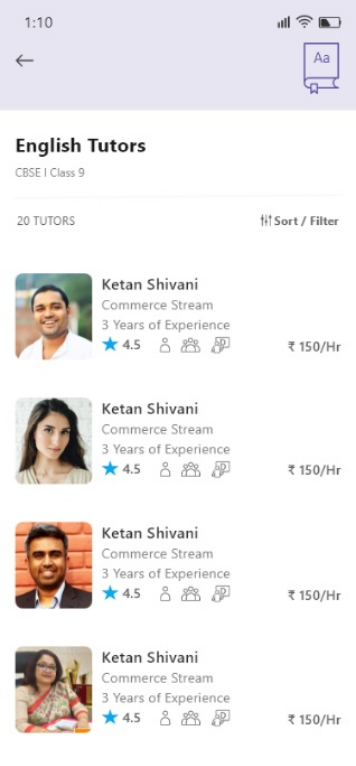 1:10
Aa
English Tutors
CBSE I Class 9
20 TUTORS
Sort / Filter
Ketan Shivani
Commerce Stream
3 Years of Experience
4.5
₹ 150/Hr
Ketan Shivani
Commerce Stream
3 Years of Experience
4.5
₹ 150/Hr
Ketan Shivani
Commerce Stream
3 Years of Experience
4.5
₹ 150/Hr
Ketan Shivani
Commerce Stream
3 Years of Experience
4.5
₹ 150/Hr